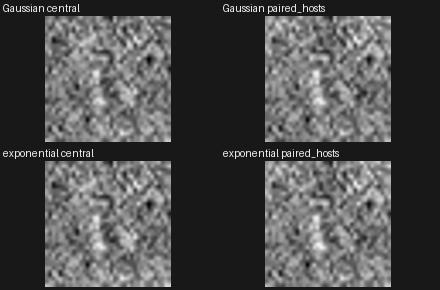 Gaussian central
Gaussian paired_hosts
exponential central
exponential paired_hosts